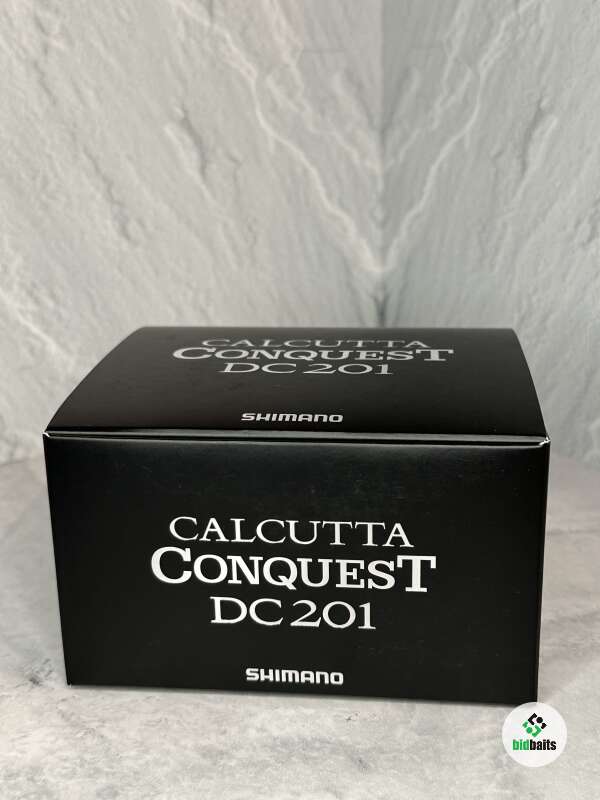 CALCUTTA
CONQUEST
DC 201
SHIMANO
CALCUTTA
CONQUEST
DC 201
SHIMANO
bidbaits